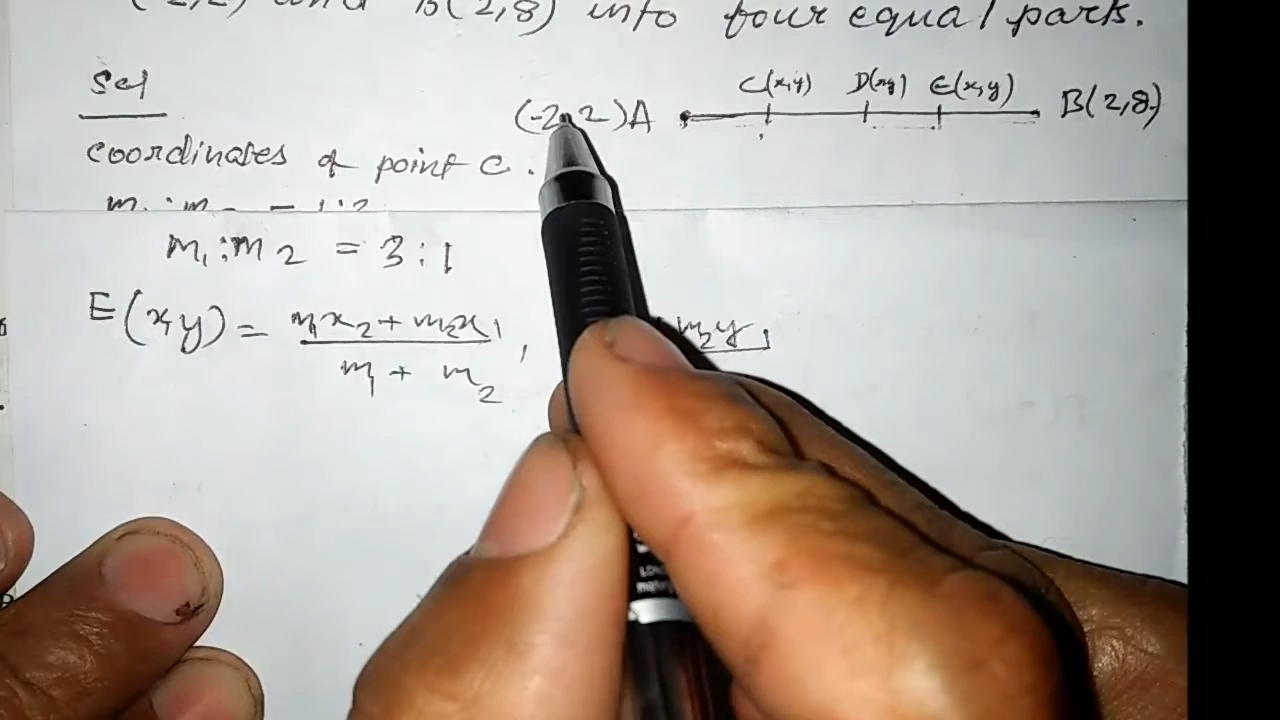 (-2,2) and B(2,8) into four equal parts.
Sol
C(x,y) D(x,y) E(x,y)
(-2,2)A B(2,8)
coordinates of point C.
m₁:m₂ = 3:1
E(x,y) = m₁x₂ + m₂x₁ / m₁ + m₂ , m₂y₁